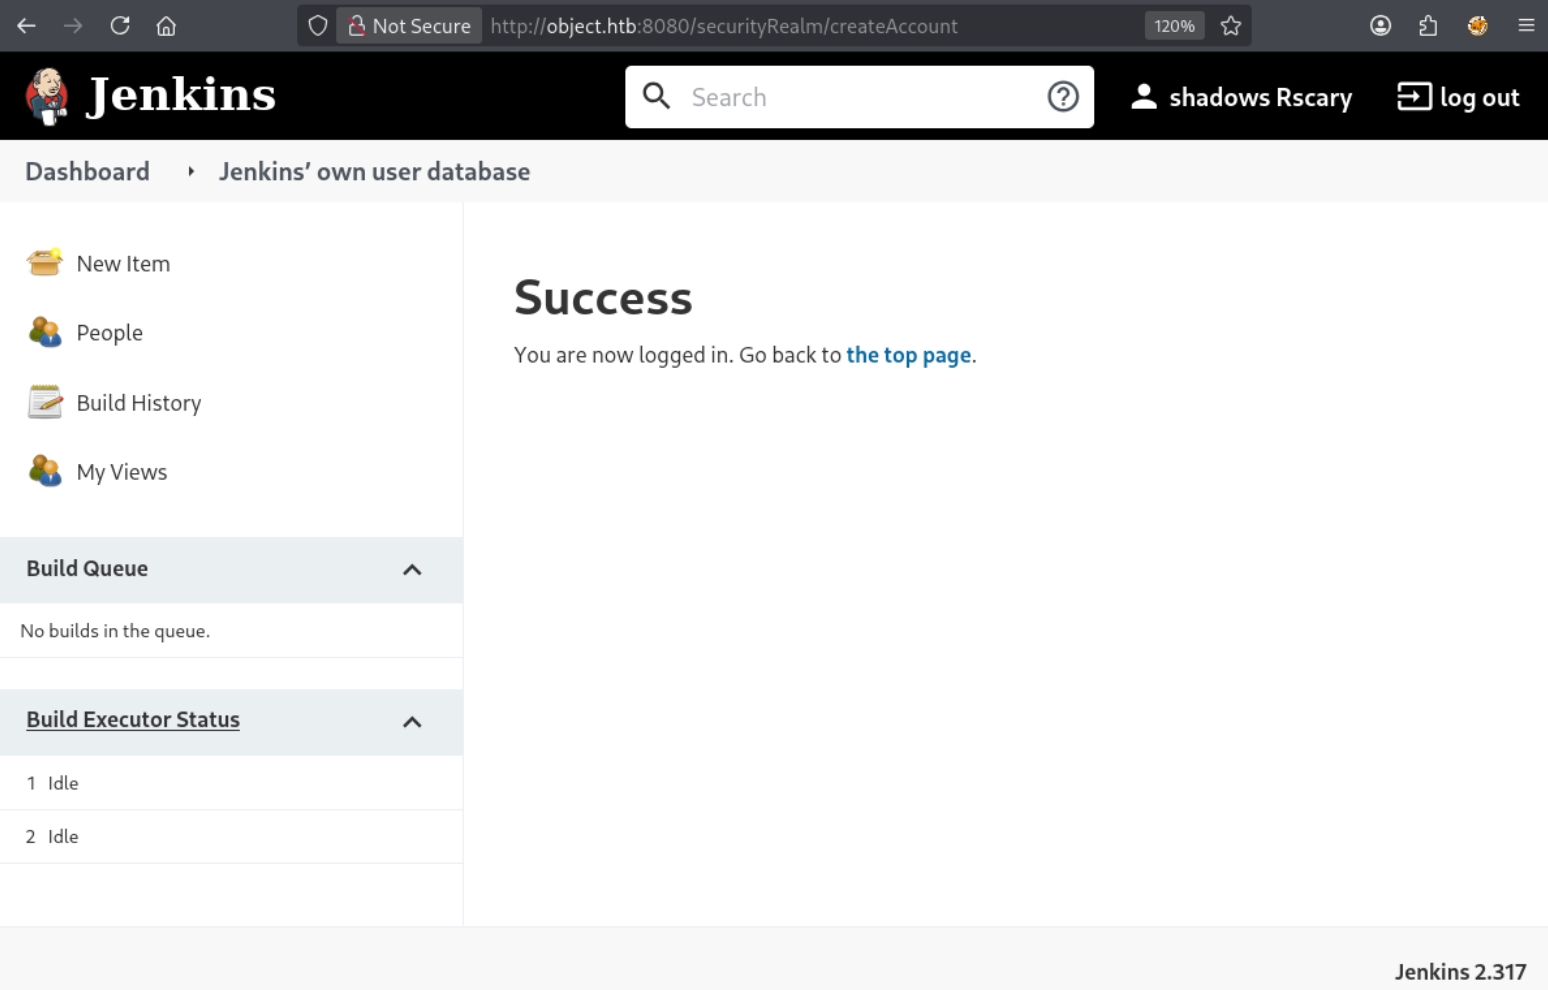 Not Secure http://object.htb:8080/securityRealm/createAccount 120%
Jenkins Search shadows Rscary log out
Dashboard Jenkins' own user database
New Item
People
Build History
My Views
Build Queue
No builds in the queue.
Build Executor Status
1 Idle
2 Idle
Success
You are now logged in. Go back to the top page.
Jenkins 2.317